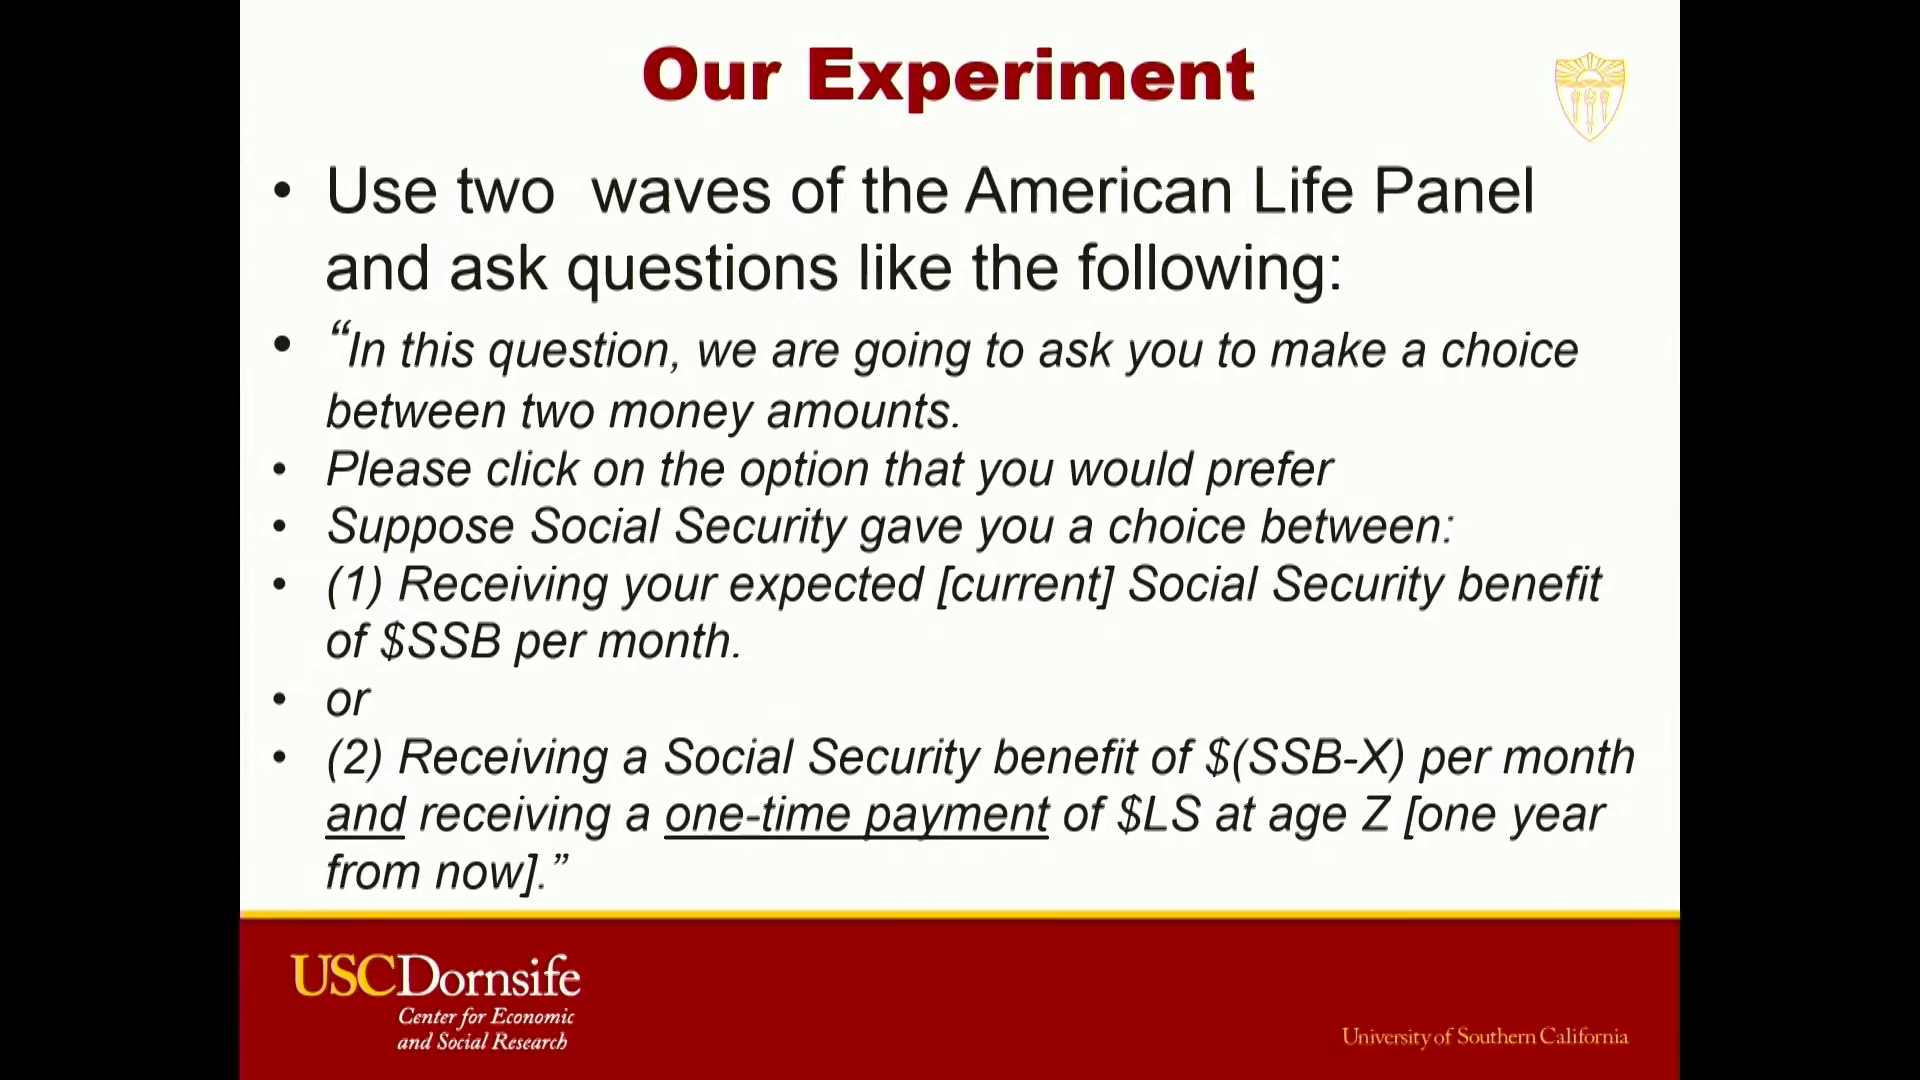 Our Experiment
• Use two waves of the American Life Panel
and ask questions like the following:
• “In this question, we are going to ask you to make a choice
between two money amounts.
• Please click on the option that you would prefer
• Suppose Social Security gave you a choice between:
• (1) Receiving your expected [current] Social Security benefit
of $SSB per month.
• or
• (2) Receiving a Social Security benefit of $(SSB-X) per month
and receiving a one-time payment of $LS at age Z [one year
from now].”
USCDornsife
Center for Economic
and Social Research
University of Southern California